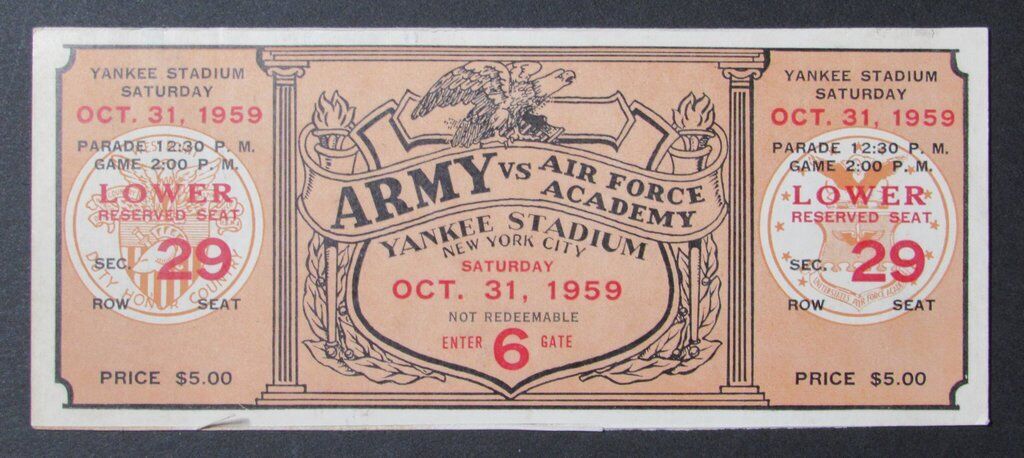 YANKEE STADIUM
SATURDAY
OCT. 31, 1959
PARADE 12:30 P. M.
GAME 2:00 P. M.
LOWER
RESERVED SEAT
SEC. 29
ROW SEAT
DUTY HONOR COUNTRY
PRICE $5.00
ARMY VS AIR FORCE ACADEMY
YANKEE STADIUM
NEW YORK CITY
SATURDAY
OCT. 31, 1959
NOT REDEEMABLE
ENTER 6 GATE
YANKEE STADIUM
SATURDAY
OCT. 31, 1959
PARADE 12:30 P. M.
GAME 2:00 P. M.
LOWER
RESERVED SEAT
SEC. 29
ROW SEAT
PRICE $5.00